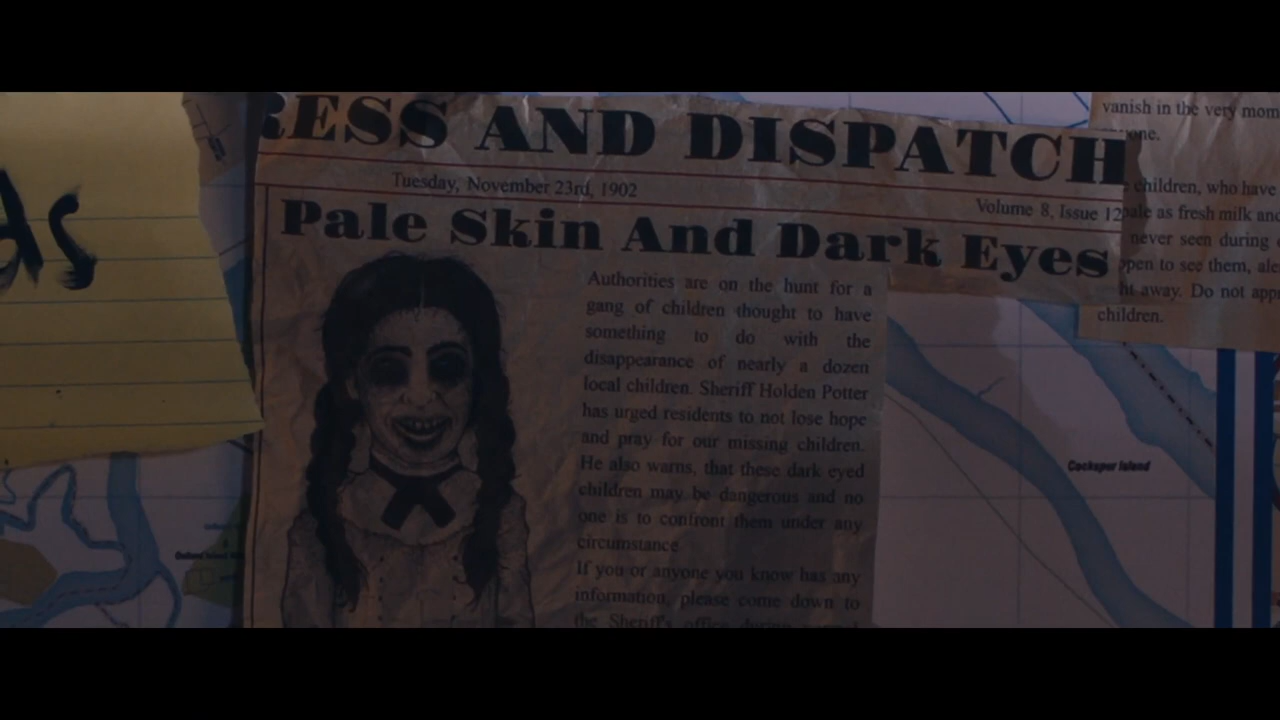 RESS AND DISPATCH
Tuesday, November 23rd, 1902
Volume 8, Issue 12
Pale Skin And Dark Eyes
Authorities are on the hunt for a
gang of children thought to have
something to do with the
disappearance of nearly a dozen
local children. Sheriff Holden Potter
has urged residents to not lose hope
and pray for our missing children.
He also warns, that these dark eyed
children may be dangerous and no
one is to confront them under any
circumstance
If you or anyone you know has any
information, please come down to
the Sheriff's office during
vanish in the very mom
children, who have
pale as fresh milk and
never seen during
open to see them, ale
ht away. Do not app
children.
Cockspur Island